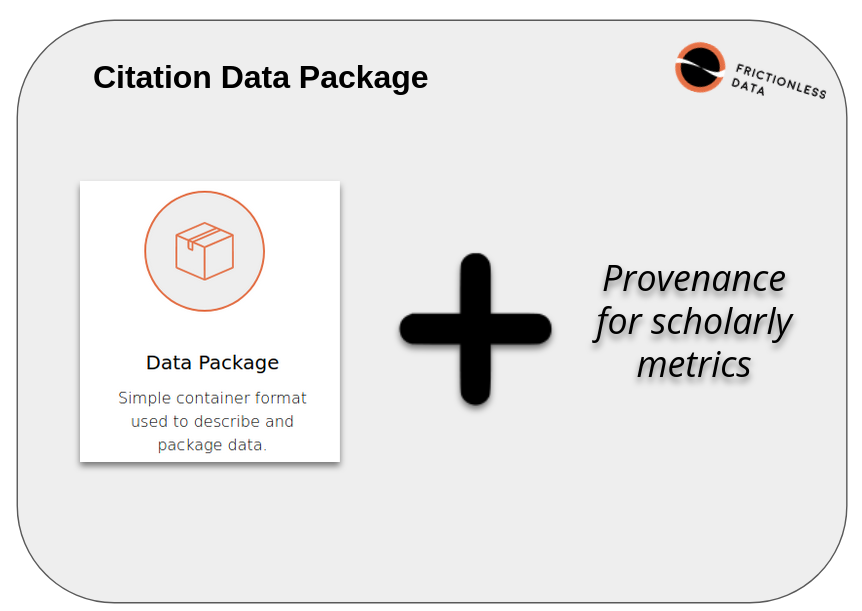 Citation Data Package
FRICTIONLESS
DATA
Data Package
Simple container format
used to describe and
package data.
Provenance
for scholarly
metrics